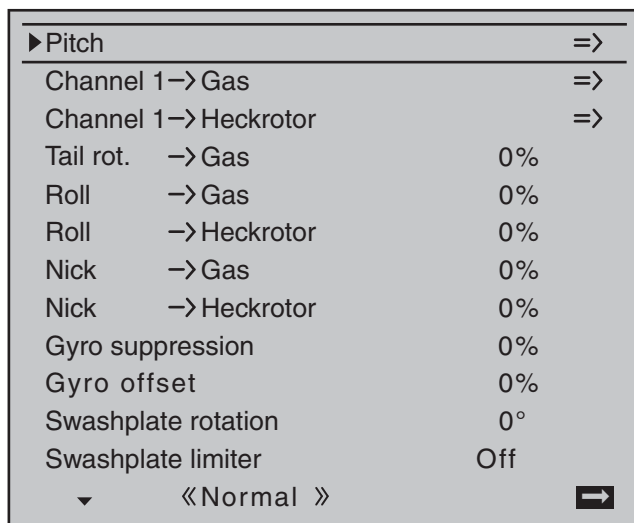 Pitch =>
Channel 1 –> Gas =>
Channel 1 –> Heckrotor =>
Tail rot. –> Gas 0%
Roll –> Gas 0%
Roll –> Heckrotor 0%
Nick –> Gas 0%
Nick –> Heckrotor 0%
Gyro suppression 0%
Gyro offset 0%
Swashplate rotation 0°
Swashplate limiter Off
«Normal »